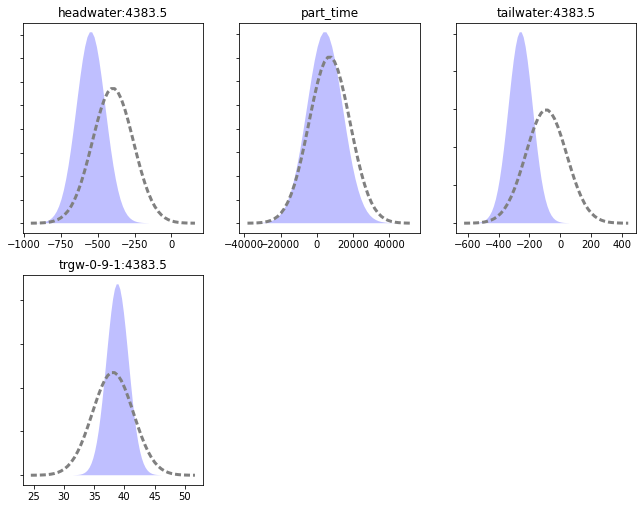 headwater:4383.5
part_time
tailwater:4383.5
−1000 −750 −500 −250 0
−40000 −20000 0 20000 40000
−600 −400 −200 0 200 400
trgw-0-9-1:4383.5
25 30 35 40 45 50